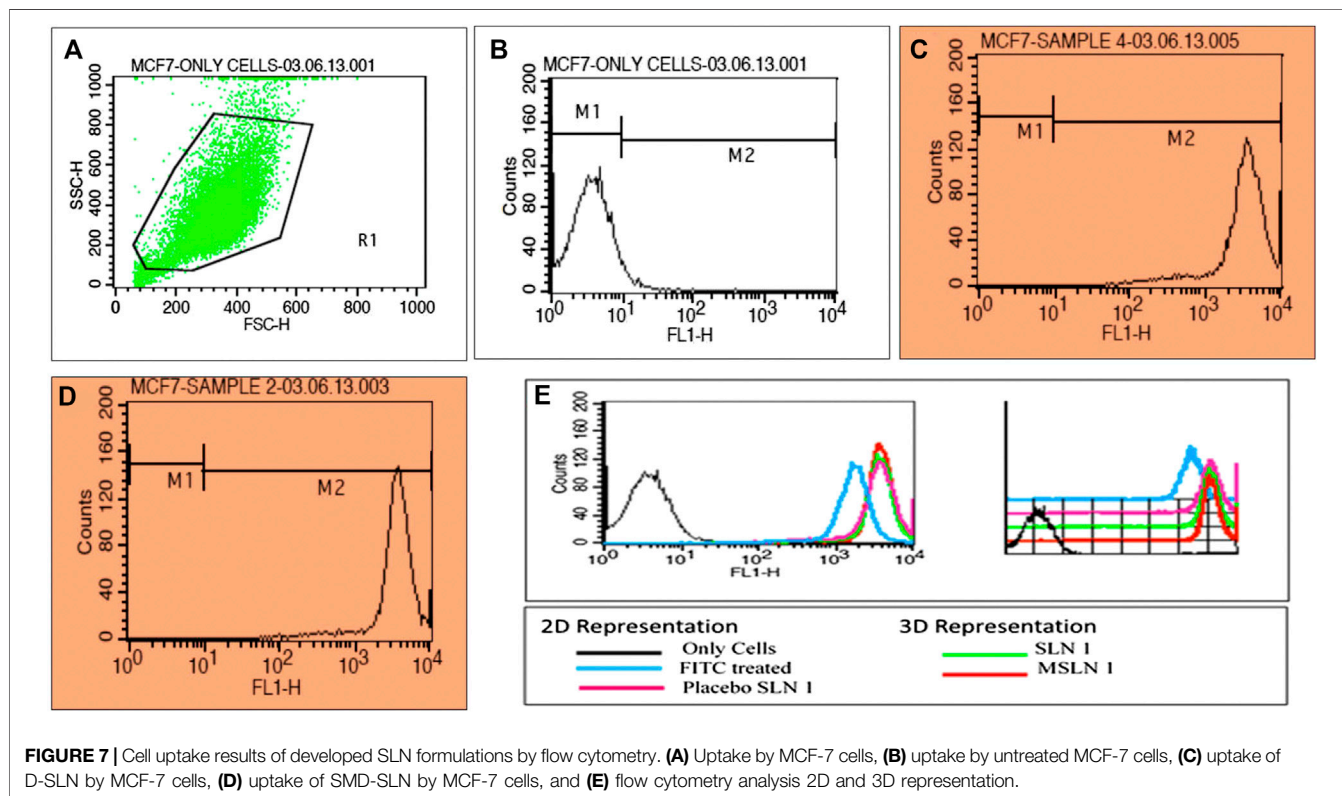 A
MCF7-ONLY CELLS-03.06.13.001
SSC-H
1000
800
600
400
200
0
R1
0 200 400 600 800 1000
FSC-H
B
MCF7-ONLY CELLS-03.06.13.001
Counts
200
160
120
80
40
0
M1
M2
10^0 10^1 10^2 10^3 10^4
FL1-H
C
MCF7-SAMPLE 4-03.06.13.005
Counts
200
160
120
80
40
0
M1
M2
10^0 10^1 10^2 10^3 10^4
FL1-H
D
MCF7-SAMPLE 2-03.06.13.003
Counts
200
160
120
80
40
0
M1
M2
10^0 10^1 10^2 10^3 10^4
FL1-H
E
Counts
200
160
120
80
40
0
10^0 10^1 10^2 10^3 10^4
FL1-H
2D Representation
Only Cells
FITC treated
Placebo SLN 1
3D Representation
SLN 1
MSLN 1
FIGURE 7 | Cell uptake results of developed SLN formulations by flow cytometry. (A) Uptake by MCF-7 cells, (B) uptake by untreated MCF-7 cells, (C) uptake of
D-SLN by MCF-7 cells, (D) uptake of SMD-SLN by MCF-7 cells, and (E) flow cytometry analysis 2D and 3D representation.